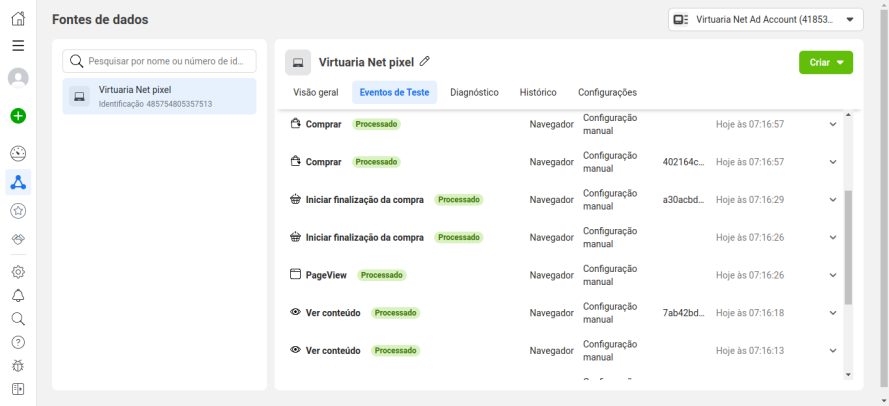 Fontes de dados
Virtuaria Net Ad Account (41853...
Pesquisar por nome ou número de id...
Virtuaria Net pixel
Identificação 485754805357513
Virtuaria Net pixel
Criar
Visão geral Eventos de Teste Diagnóstico Histórico Configurações
Comprar Processado Navegador Configuração manual Hoje às 07:16:57
Comprar Processado Navegador Configuração manual 402164c... Hoje às 07:16:57
Iniciar finalização da compra Processado Navegador Configuração manual a30acbd... Hoje às 07:16:29
Iniciar finalização da compra Processado Navegador Configuração manual Hoje às 07:16:26
PageView Processado Navegador Configuração manual Hoje às 07:16:26
Ver conteúdo Processado Navegador Configuração manual 7ab42bd... Hoje às 07:16:18
Ver conteúdo Processado Navegador Configuração manual Hoje às 07:16:13